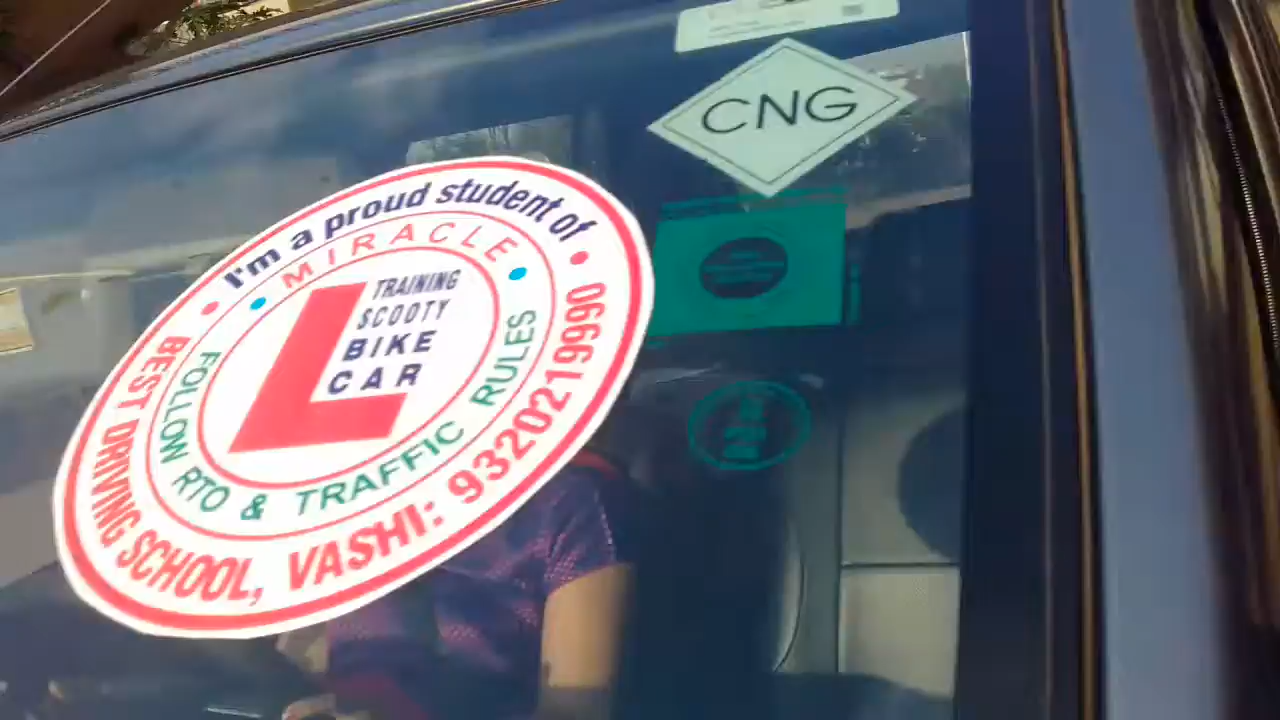 CNG
I'm a proud student of
MIRACLE
TRAINING
SCOOTY
BIKE
CAR
L
FOLLOW RTO & TRAFFIC RULES
BEST DRIVING SCHOOL, VASHI: 9320219990